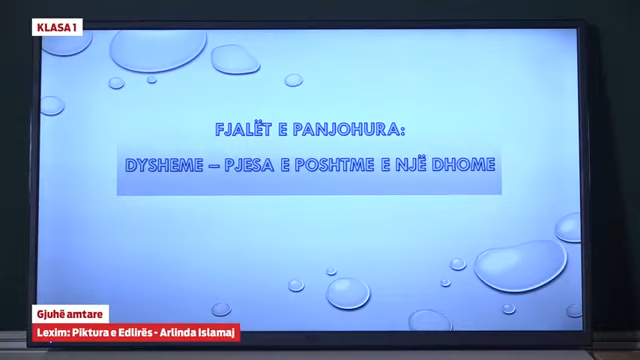 KLASA 1
FJALËT E PANJOHURA:
DYSHEME – PJESA E POSHTME E NJË DHOME
Gjuhë amtare
Lexim: Piktura e Edlirës - Arlinda Islamaj